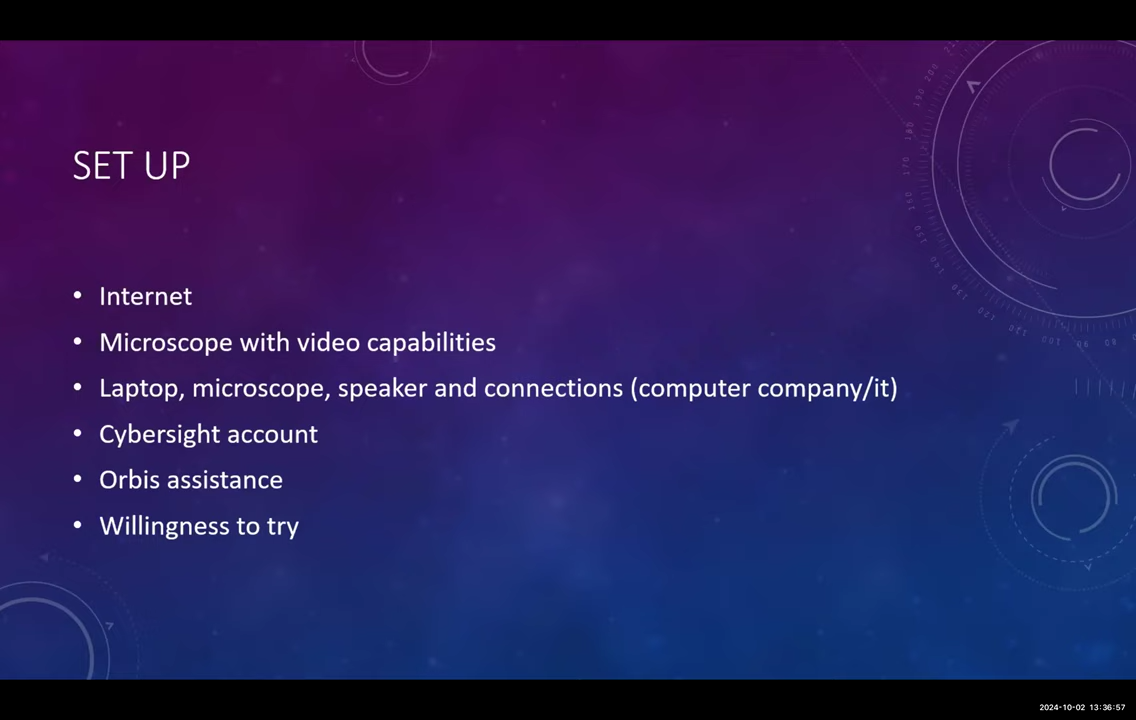 SET UP
• Internet
• Microscope with video capabilities
• Laptop, microscope, speaker and connections (computer company/it)
• Cybersight account
• Orbis assistance
• Willingness to try
2024-10-02 13:36:57